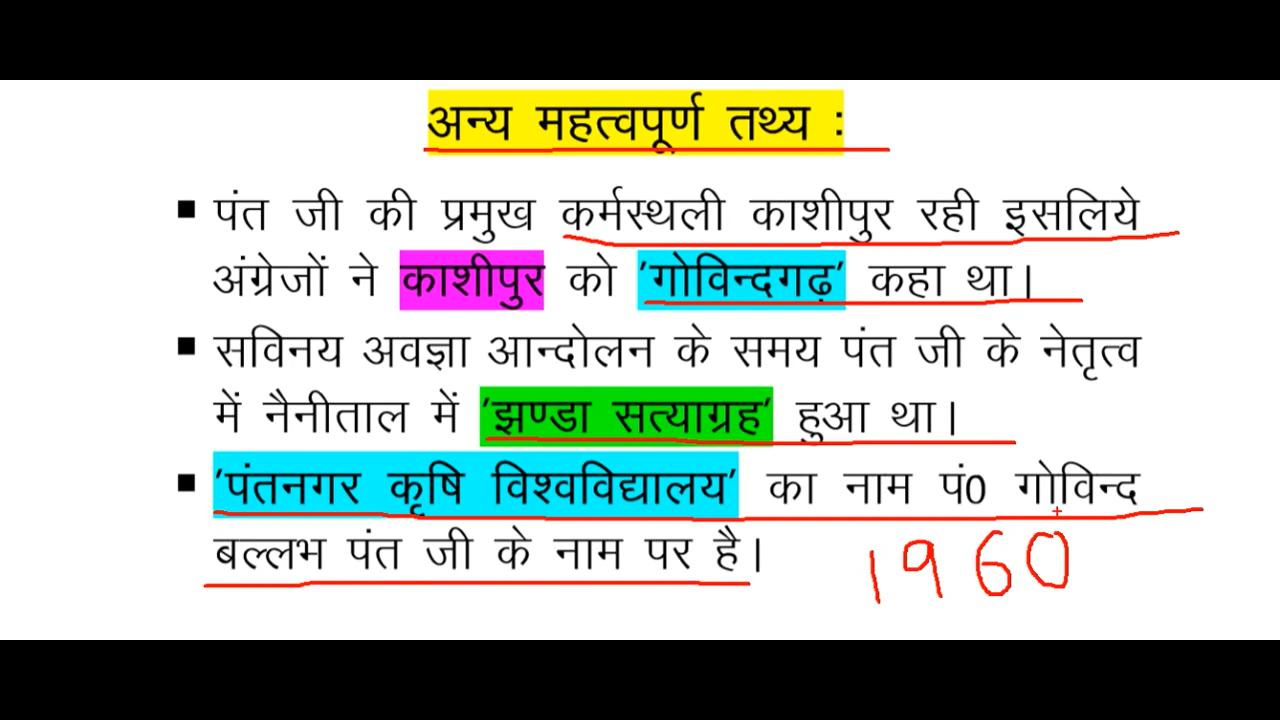 अन्य महत्वपूर्ण तथ्य :
▪ पंत जी की प्रमुख कर्मस्थली काशीपुर रही इसलिये
अंग्रेजों ने काशीपुर को 'गोविन्दगढ़' कहा था।
▪ सविनय अवज्ञा आन्दोलन के समय पंत जी के नेतृत्व
में नैनीताल में 'झण्डा सत्याग्रह' हुआ था।
▪ 'पंतनगर कृषि विश्वविद्यालय' का नाम पं0 गोविन्द
बल्लभ पंत जी के नाम पर है।
1960